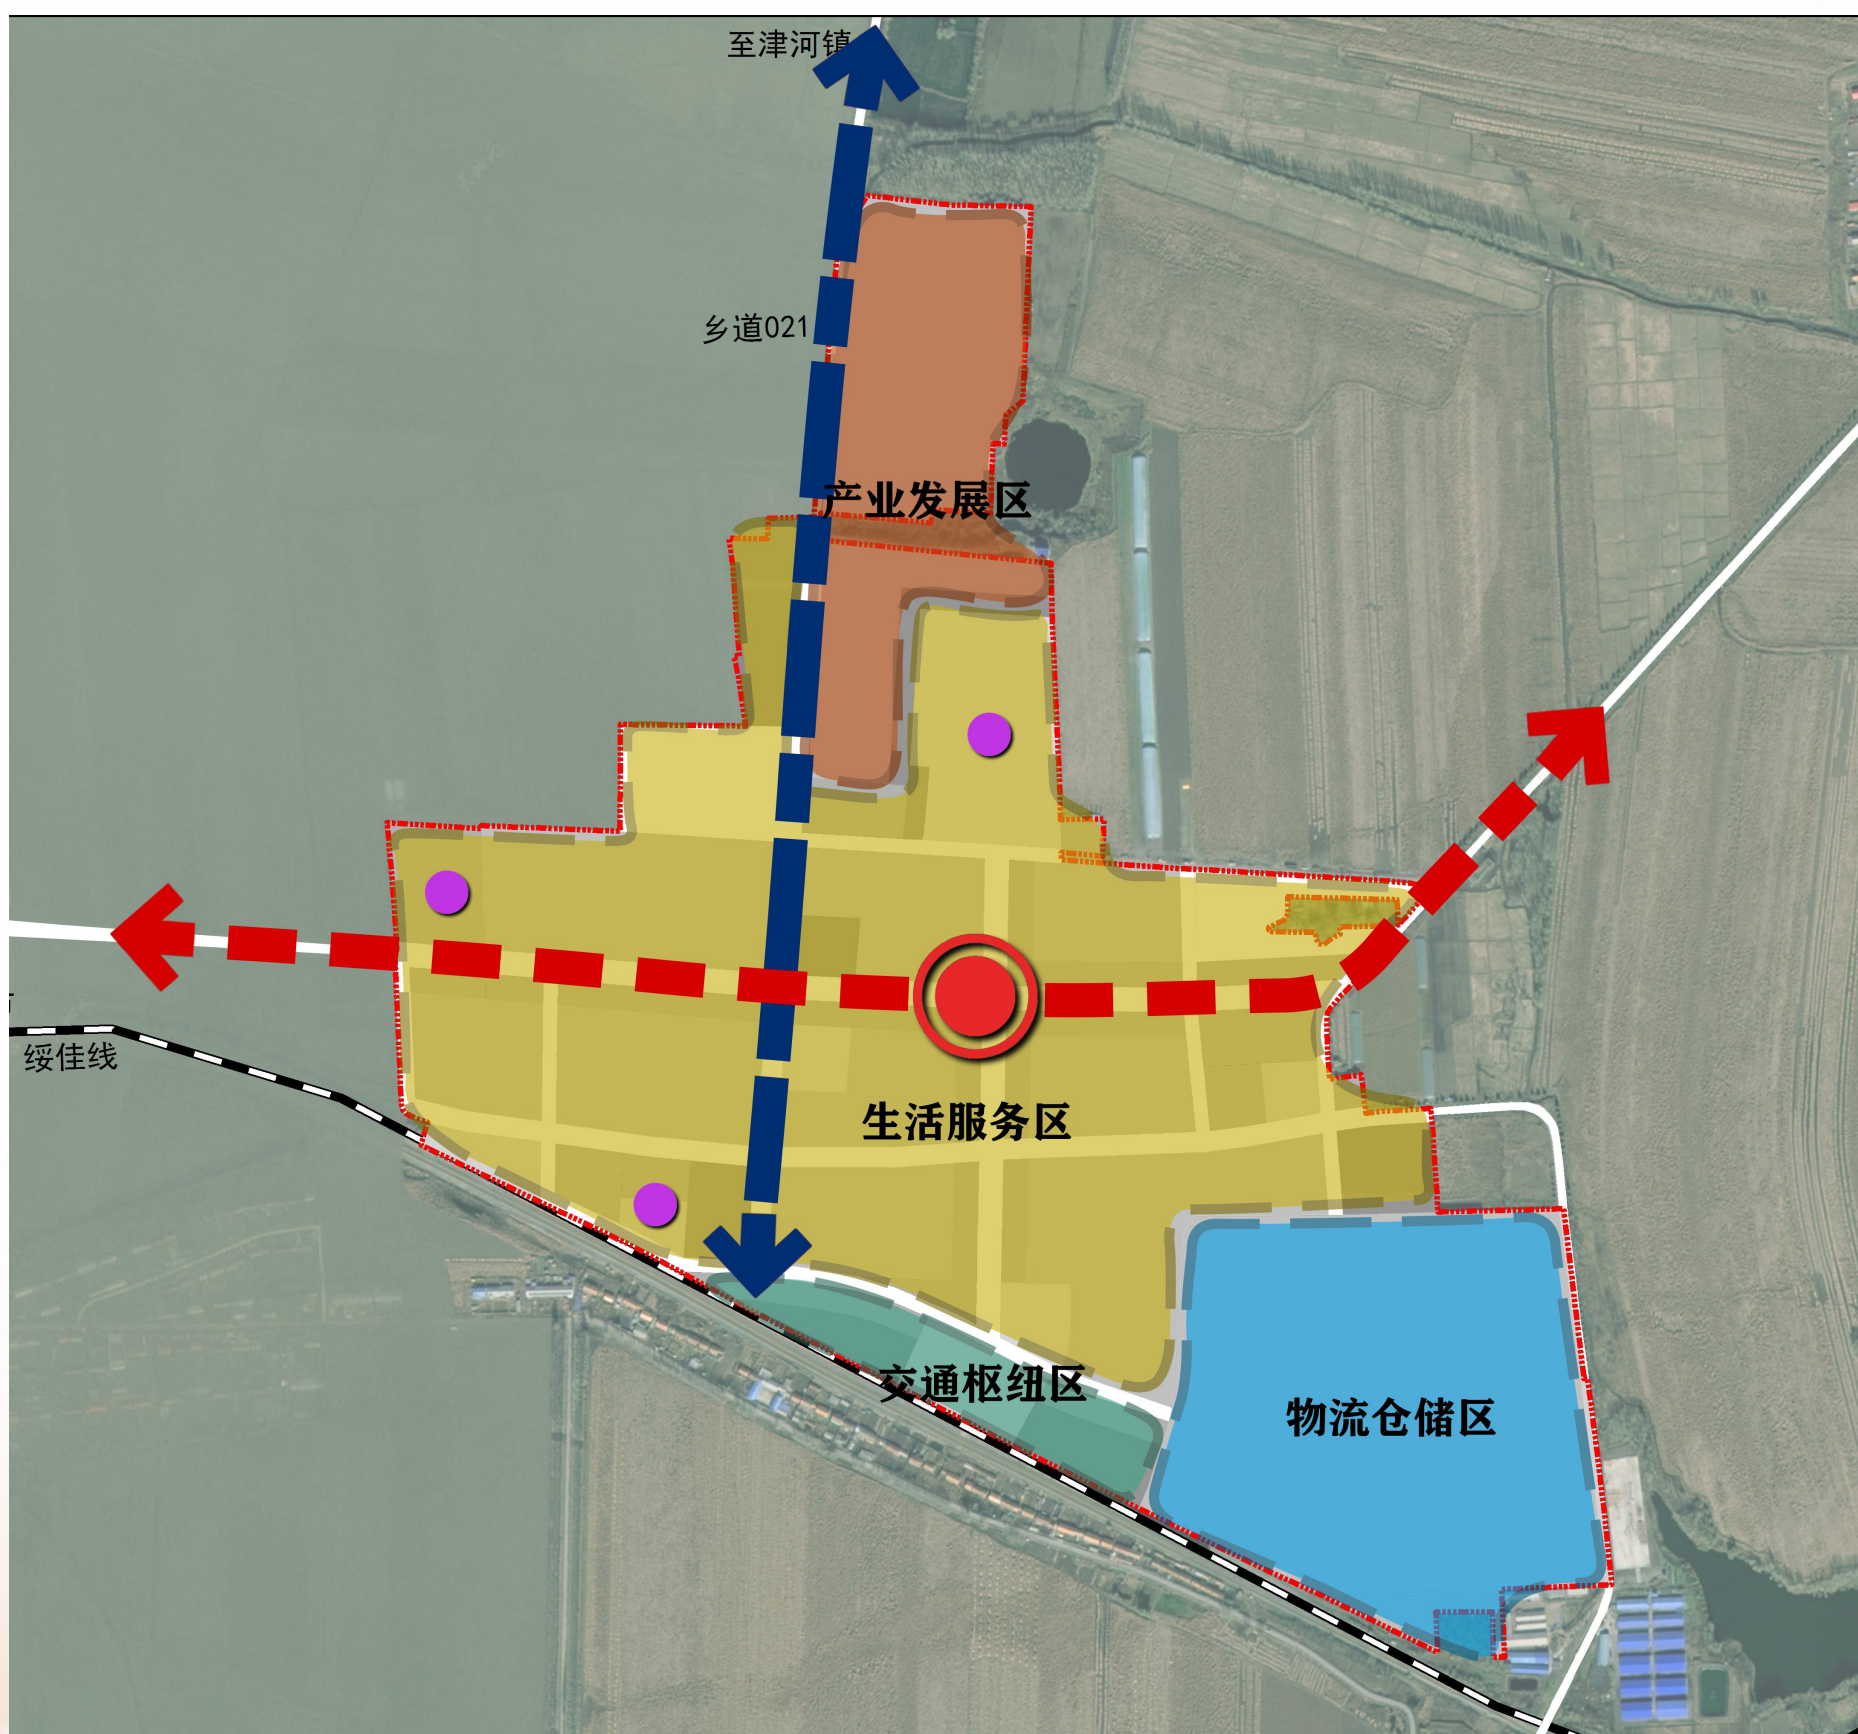 至津河镇
乡道021
产业发展区
绥佳线
生活服务区
交通枢纽区
物流仓储区